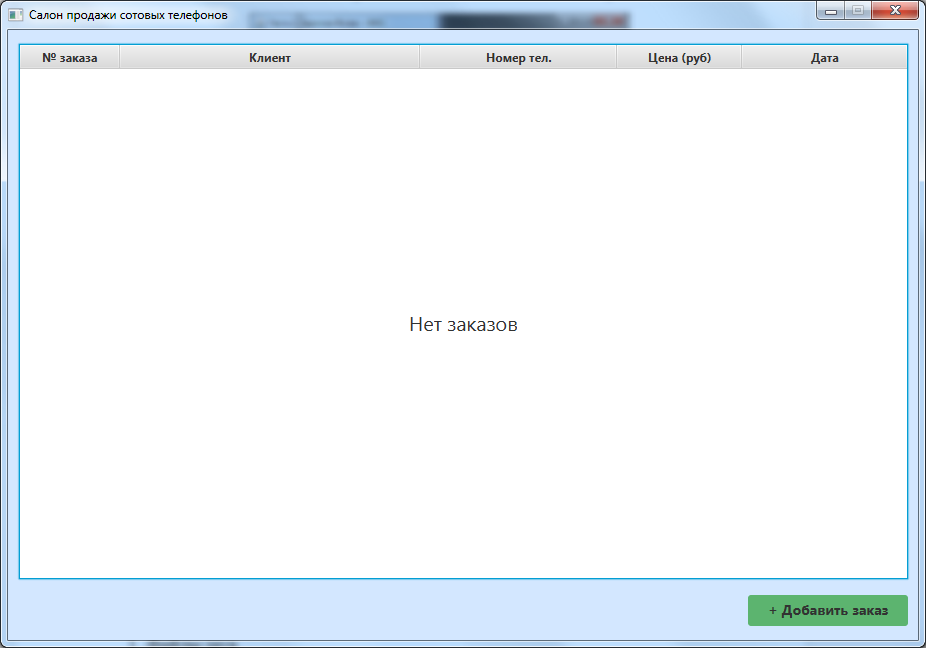 Салон продажи сотовых телефонов
№ заказа Клиент Номер тел. Цена (руб) Дата
Нет заказов
+ Добавить заказ